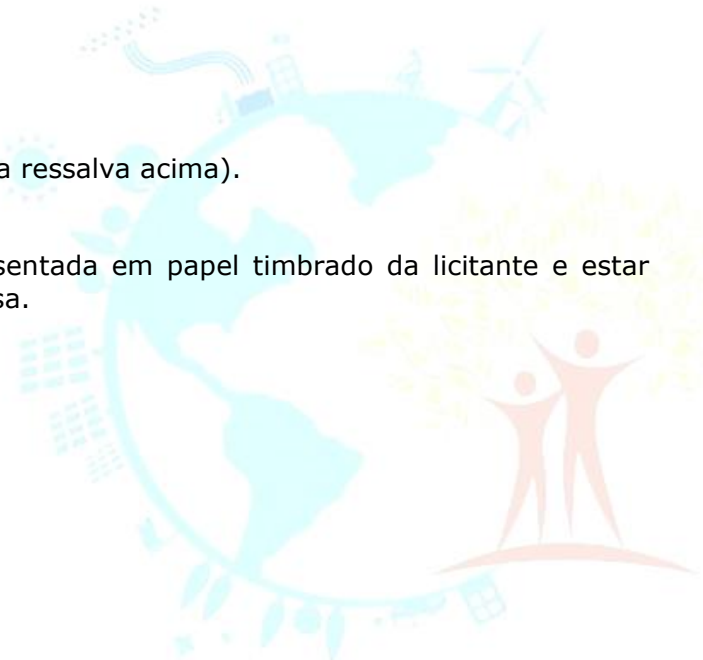 a ressalva acima).
sentada em papel timbrado da licitante e estar
sa.